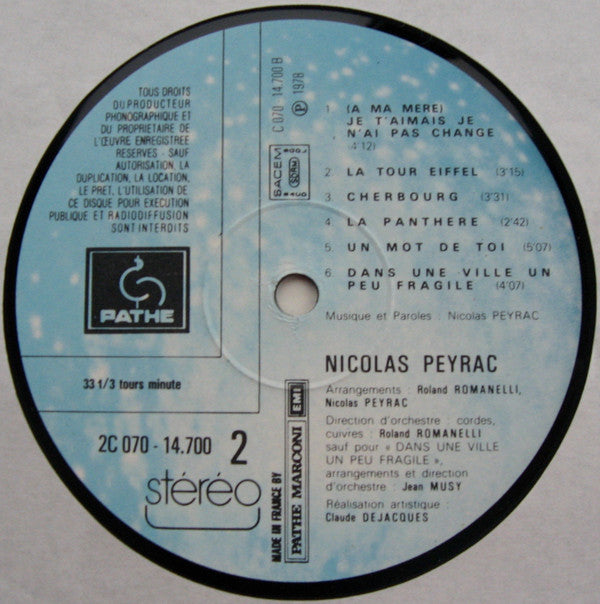 TOUS DROITS
DU PRODUCTEUR
PHONOGRAPHIQUE ET
DU PROPRIETAIRE DE
L'ŒUVRE ENREGISTREE
RESERVES - SAUF
AUTORISATION, LA
DUPLICATION, LA LOCATION,
LE PRET, L'UTILISATION DE
CE DISQUE POUR EXECUTION
PUBLIQUE ET RADIODIFFUSION
SONT INTERDITS
PATHE
33 1/3 tours minute
2C 070 - 14.700 2
stéréo
C 070 14.700 B
Ⓟ 1978
SACEM
SDRM
1. (A MA MERE)
JE T'AIMAIS JE
N'AI PAS CHANGE
4'12)
2. LA TOUR EIFFEL (3'15)
3. CHERBOURG (3'31)
4. LA PANTHERE (2'42)
5. UN MOT DE TOI (5'07)
6. DANS UNE VILLE UN
PEU FRAGILE (4'07)
Musique et Paroles : Nicolas PEYRAC
NICOLAS PEYRAC
Arrangements : Roland ROMANELLI,
Nicolas PEYRAC
Direction d'orchestre : cordes,
cuivres : Roland ROMANELLI
sauf pour « DANS UNE VILLE
UN PEU FRAGILE »,
arrangements et direction
d'orchestre : Jean MUSY
Réalisation artistique :
Claude DEJACQUES
MADE IN FRANCE BY
PATHE MARCONI EMI